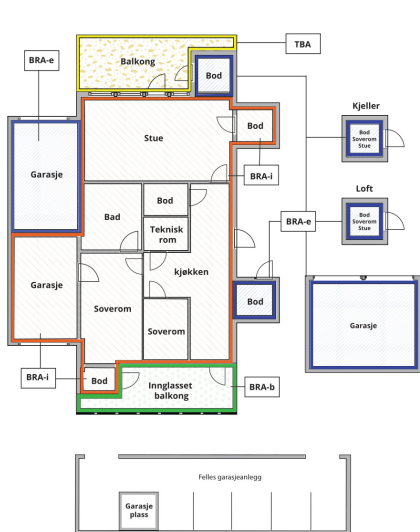 TBA
Balkong
BRA-e
Bod
Kjeller
Bod
Soverom
Stue
Stue
Bod
Garasje
BRA-i
Loft
Bod
Soverom
Stue
Bad
Bod
Teknisk
rom
BRA-e
kjøkken
Garasje
Soverom
Bod
Garasje
Soverom
BRA-i
Bod
Innglasset
balkong
BRA-b
Felles garasjeanlegg
Garasje
plass